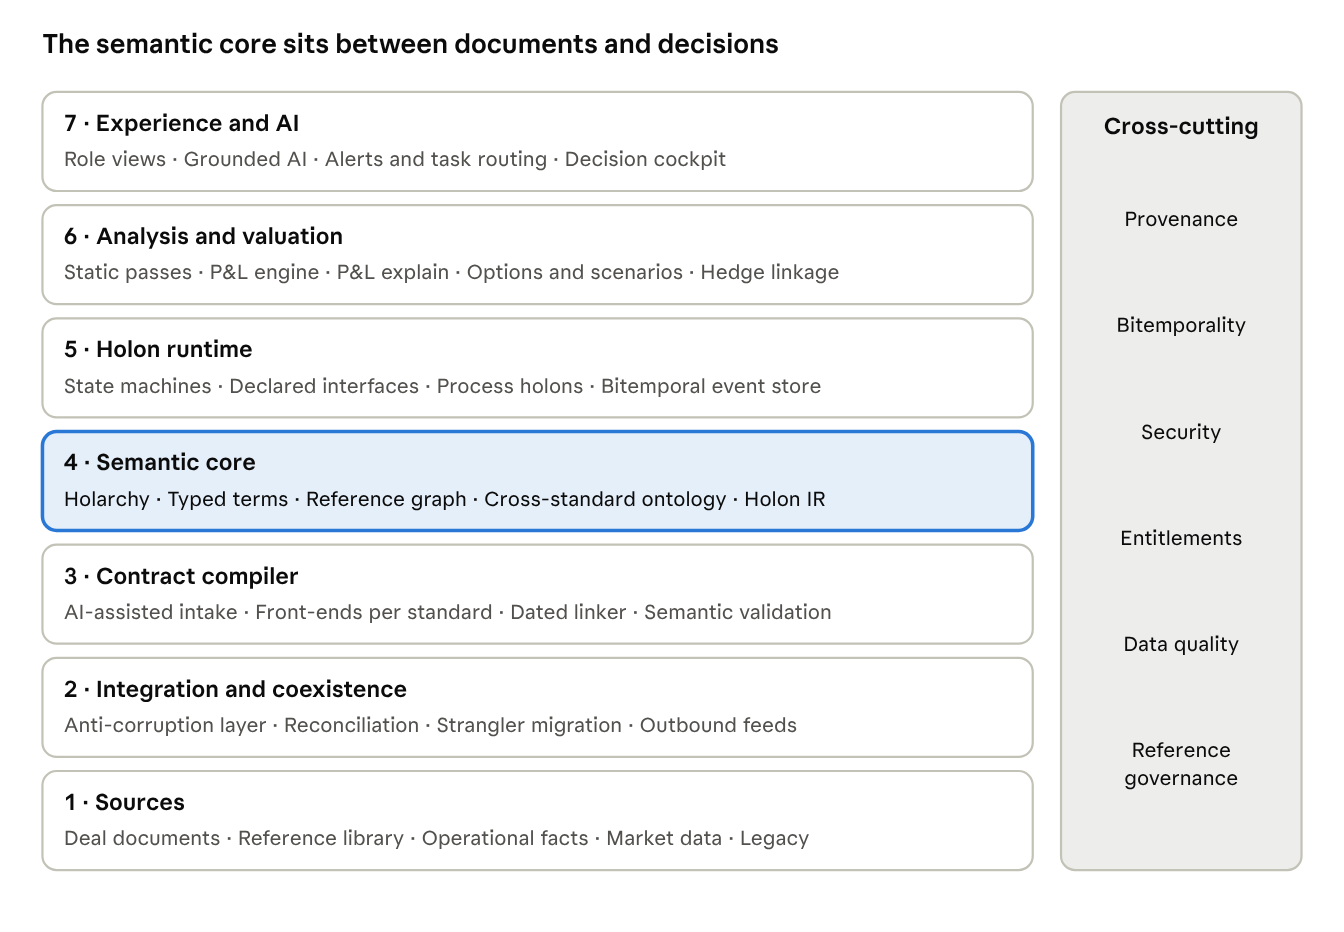 The semantic core sits between documents and decisions
7 · Experience and AI
Role views · Grounded AI · Alerts and task routing · Decision cockpit
6 · Analysis and valuation
Static passes · P&L engine · P&L explain · Options and scenarios · Hedge linkage
5 · Holon runtime
State machines · Declared interfaces · Process holons · Bitemporal event store
4 · Semantic core
Holarchy · Typed terms · Reference graph · Cross-standard ontology · Holon IR
3 · Contract compiler
AI-assisted intake · Front-ends per standard · Dated linker · Semantic validation
2 · Integration and coexistence
Anti-corruption layer · Reconciliation · Strangler migration · Outbound feeds
1 · Sources
Deal documents · Reference library · Operational facts · Market data · Legacy
Cross-cutting
Provenance
Bitemporality
Security
Entitlements
Data quality
Reference
governance